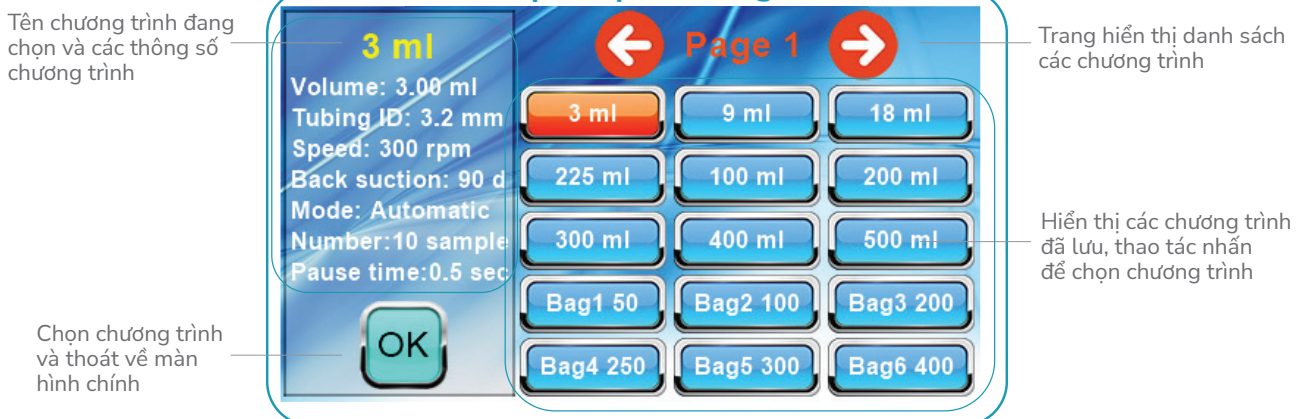 Tên chương trình đang
chọn và các thông số
chương trình
3 ml
Volume: 3.00 ml
Tubing ID: 3.2 mm
Speed: 300 rpm
Back suction: 90 d
Mode: Automatic
Number:10 sample
Pause time:0.5 sec
OK
Chọn chương trình
và thoát về màn
hình chính
Page 1
3 ml 9 ml 18 ml
225 ml 100 ml 200 ml
300 ml 400 ml 500 ml
Bag1 50 Bag2 100 Bag3 200
Bag4 250 Bag5 300 Bag6 400
Trang hiển thị danh sách
các chương trình
Hiển thị các chương trình
đã lưu, thao tác nhấn
để chọn chương trình